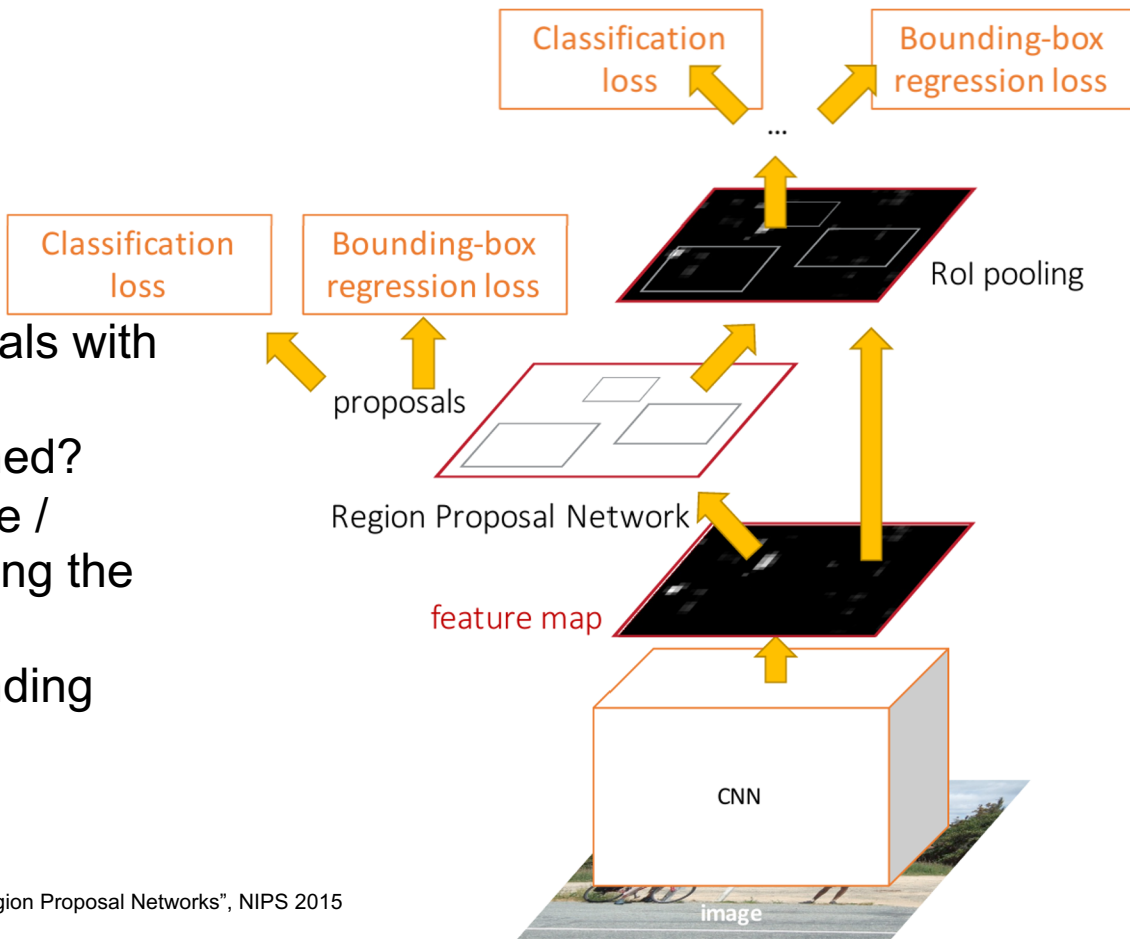 Classification
loss
Bounding-box
regression loss
...
Classification
loss
Bounding-box
regression loss
RoI pooling
als with
proposals
ed?
Region Proposal Network
e /
ng the
feature map
ding
CNN
gion Proposal Networks”, NIPS 2015
image